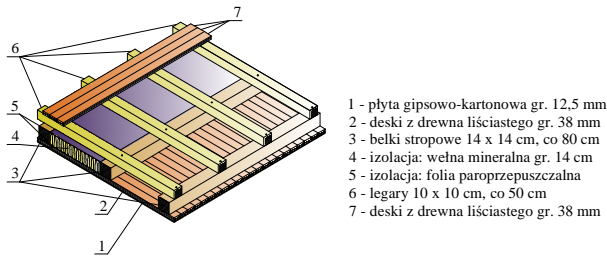 7
6
5
4
3
2
1
1 - płyta gipsowo-kartonowa gr. 12,5 mm
2 - deski z drewna liściastego gr. 38 mm
3 - belki stropowe 14 x 14 cm, co 80 cm
4 - izolacja: wełna mineralna gr. 14 cm
5 - izolacja: folia paroprzepuszczalna
6 - legary 10 x 10 cm, co 50 cm
7 - deski z drewna liściastego gr. 38 mm